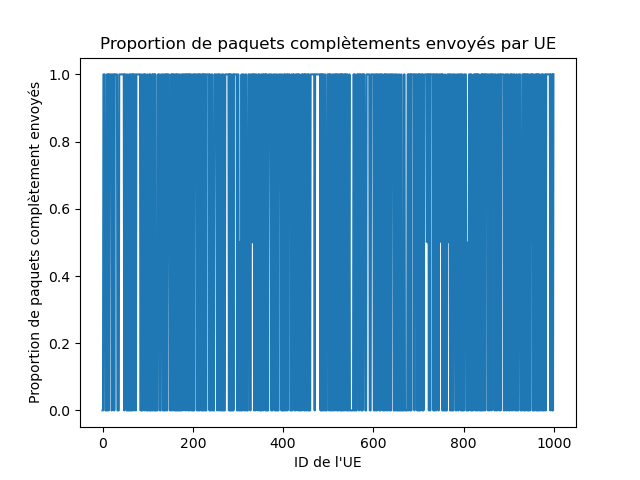 Proportion de paquets complètements envoyés par UE
Proportion de paquets complètement envoyés
1.0
0.8
0.6
0.4
0.2
0.0
0 200 400 600 800 1000
ID de l'UE